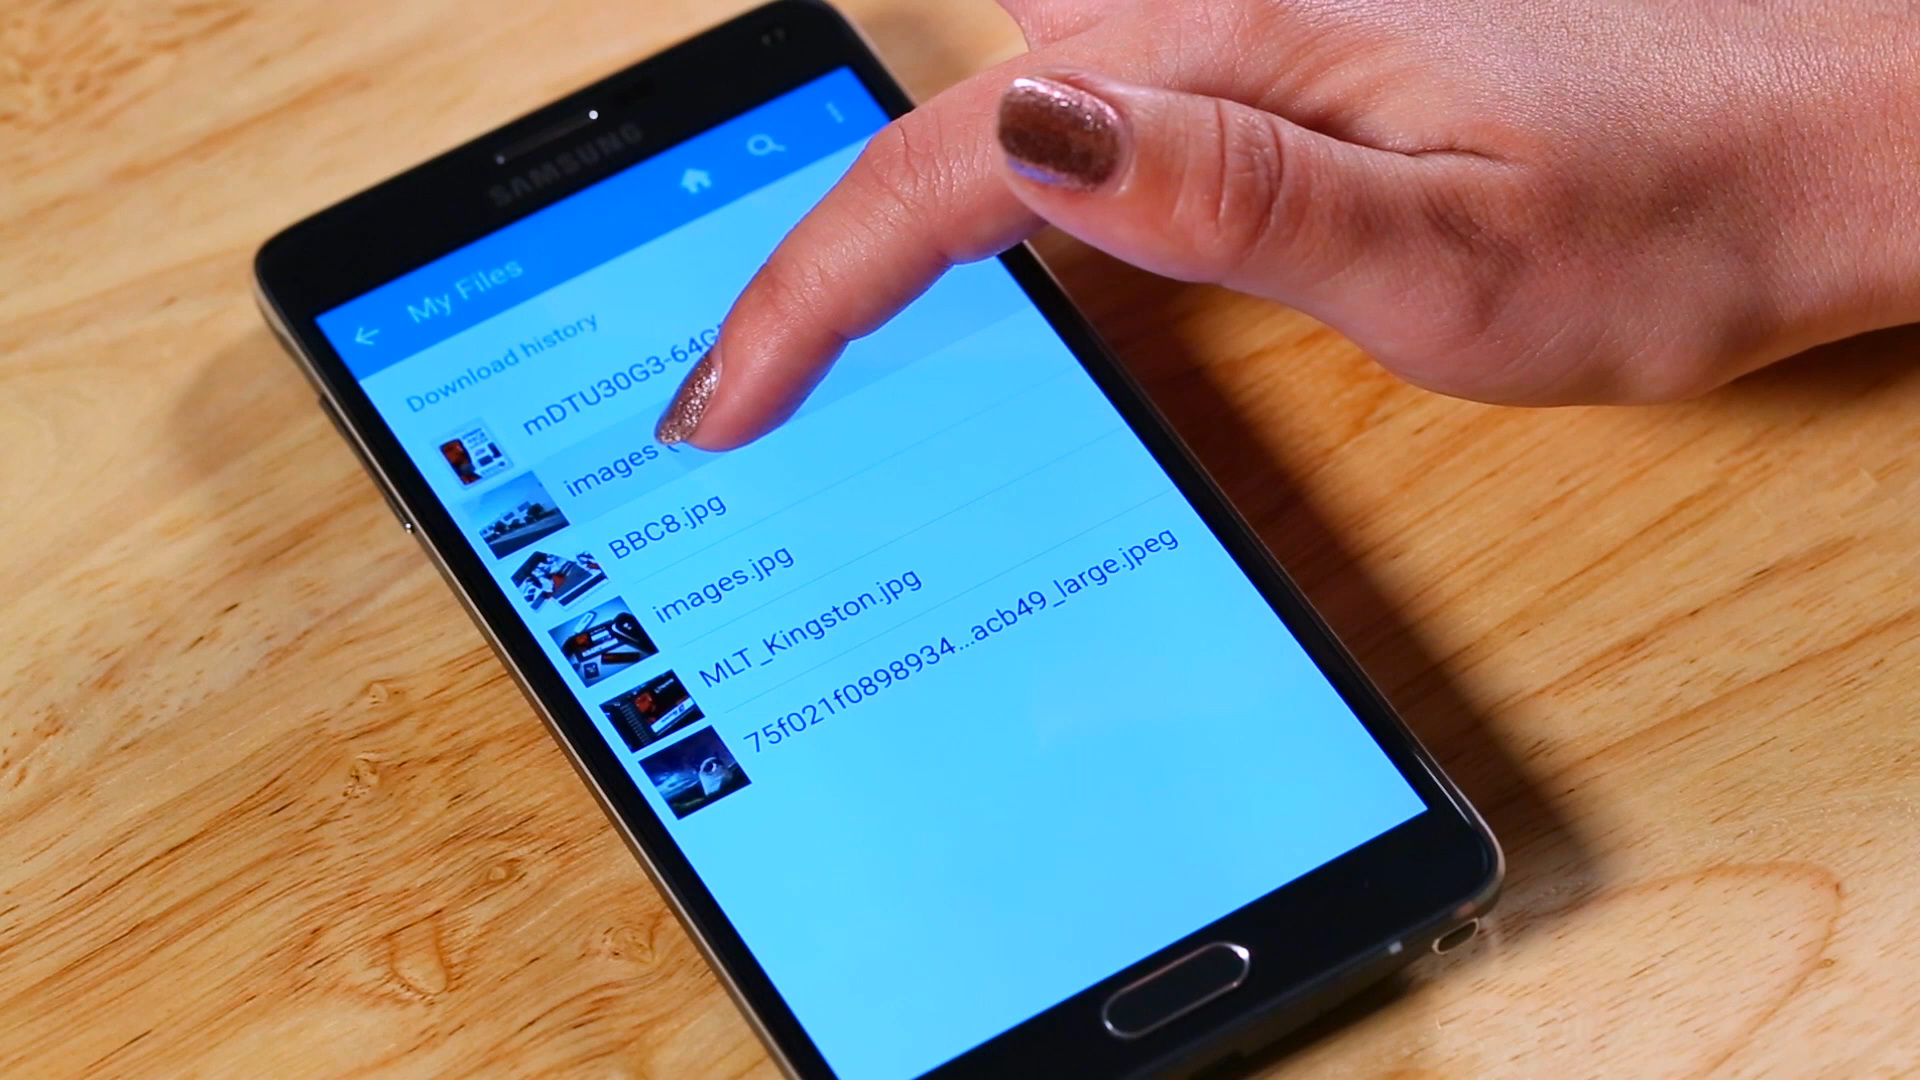 SAMSUNG
My Files
Download history
mDTU30G3-64G
images (
BBC8.jpg
images.jpg
MLT_Kingston.jpg
75f021f0898934...acb49_large.jpeg